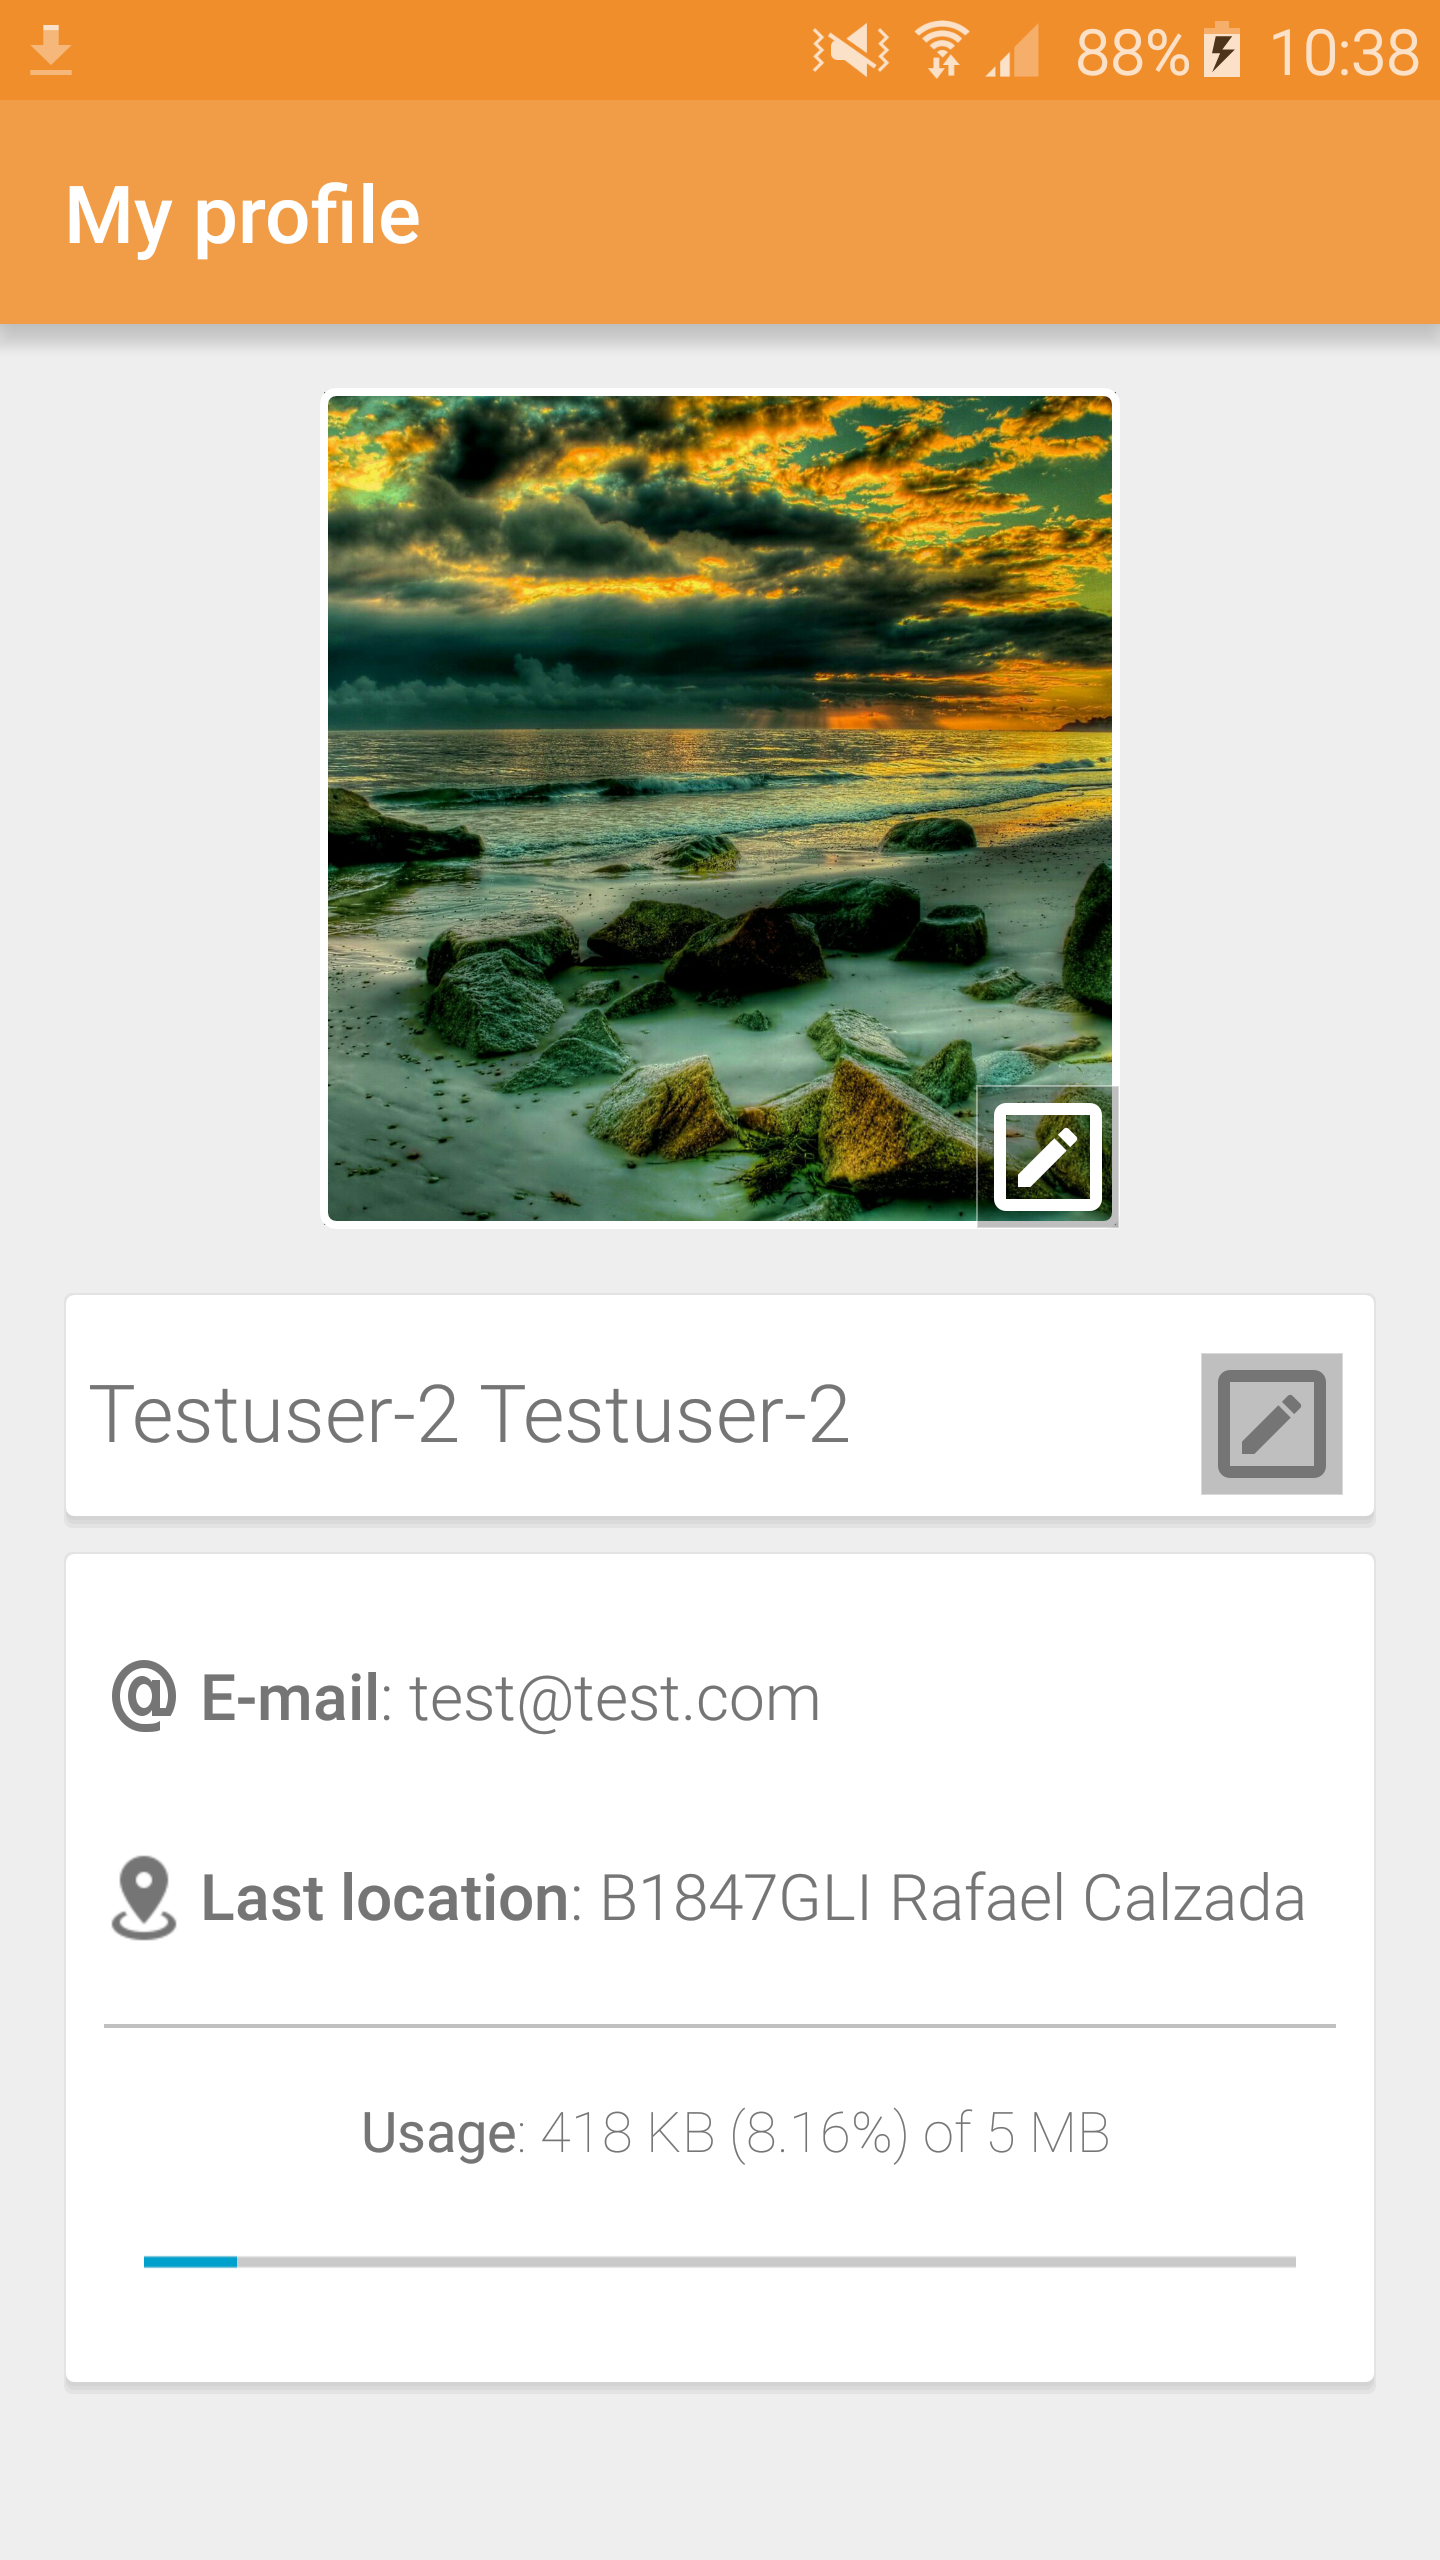 88% 10:38
My profile
Testuser-2 Testuser-2
@ E-mail: test@test.com
Last location: B1847GLI Rafael Calzada
Usage: 418 KB (8.16%) of 5 MB